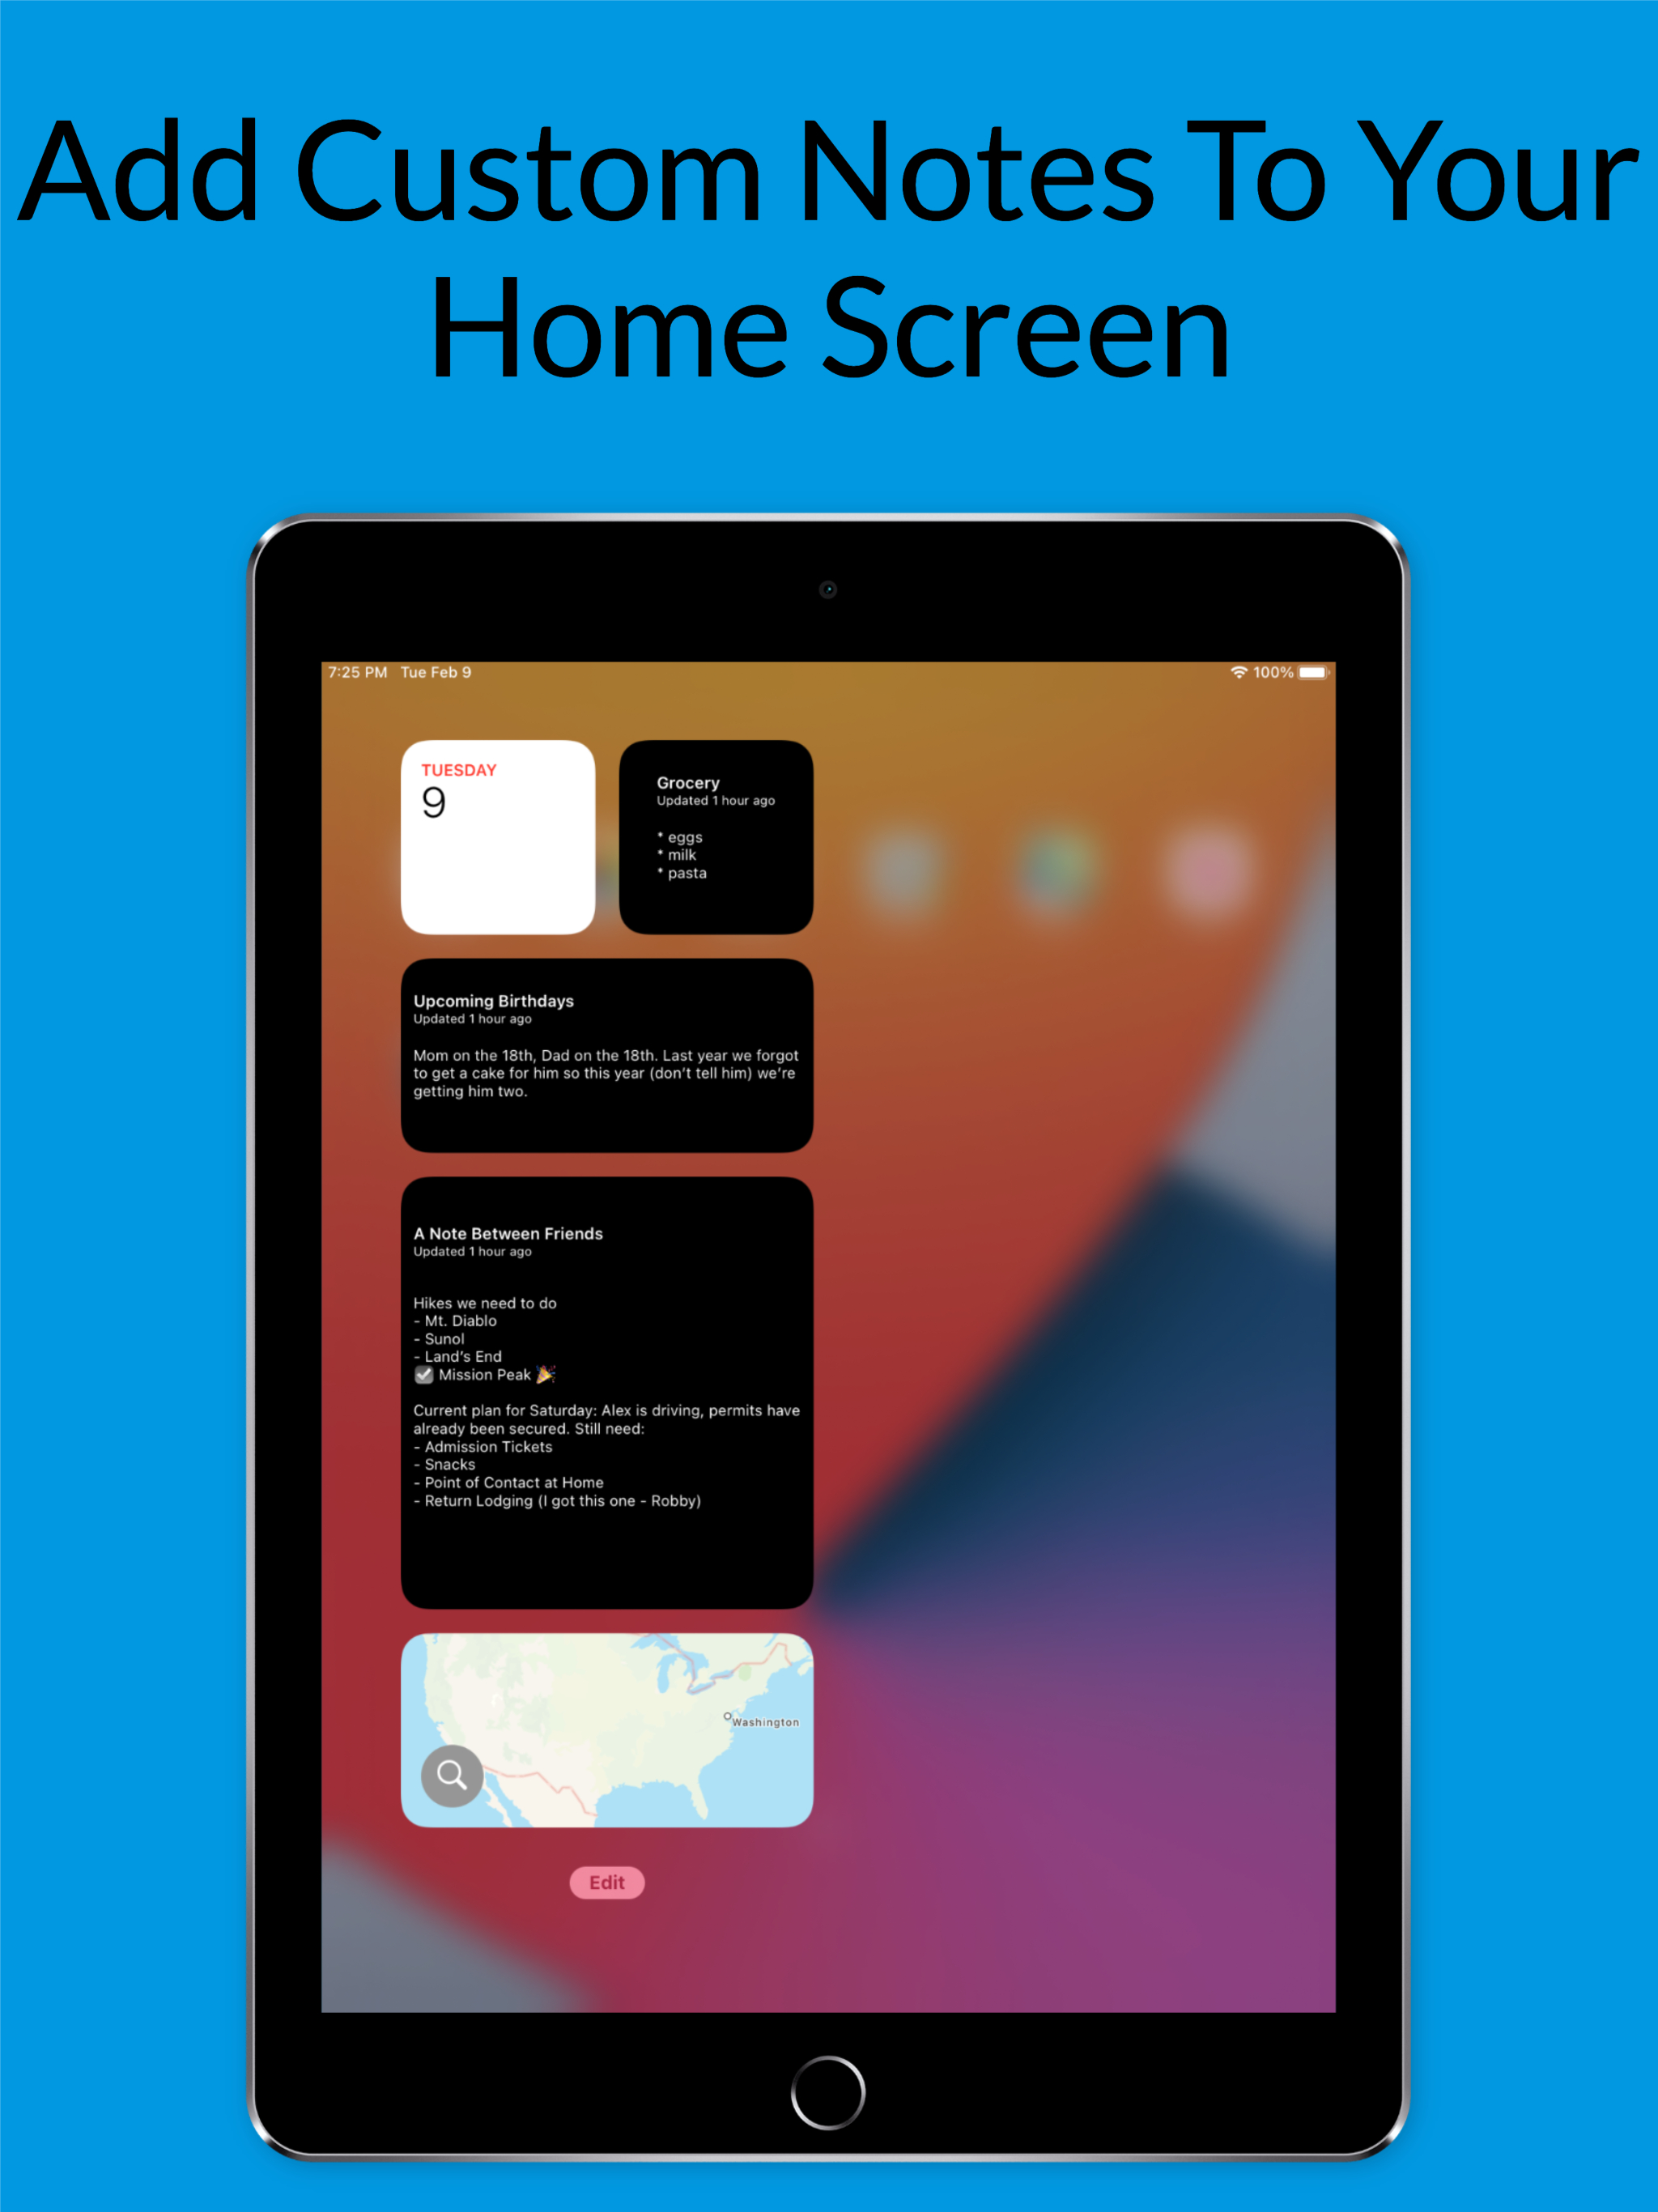 Add Custom Notes To Your
Home Screen
7:25 PM Tue Feb 9
100%
TUESDAY
9
Grocery
Updated 1 hour ago
* eggs
* milk
* pasta
Upcoming Birthdays
Updated 1 hour ago
Mom on the 18th, Dad on the 18th. Last year we forgot
to get a cake for him so this year (don't tell him) we're
getting him two.
A Note Between Friends
Updated 1 hour ago
Hikes we need to do
- Mt. Diablo
- Sunol
- Land's End
☑️ Mission Peak 🎉
Current plan for Saturday: Alex is driving, permits have
already been secured. Still need:
- Admission Tickets
- Snacks
- Point of Contact at Home
- Return Lodging (I got this one - Robby)
Washington
Edit